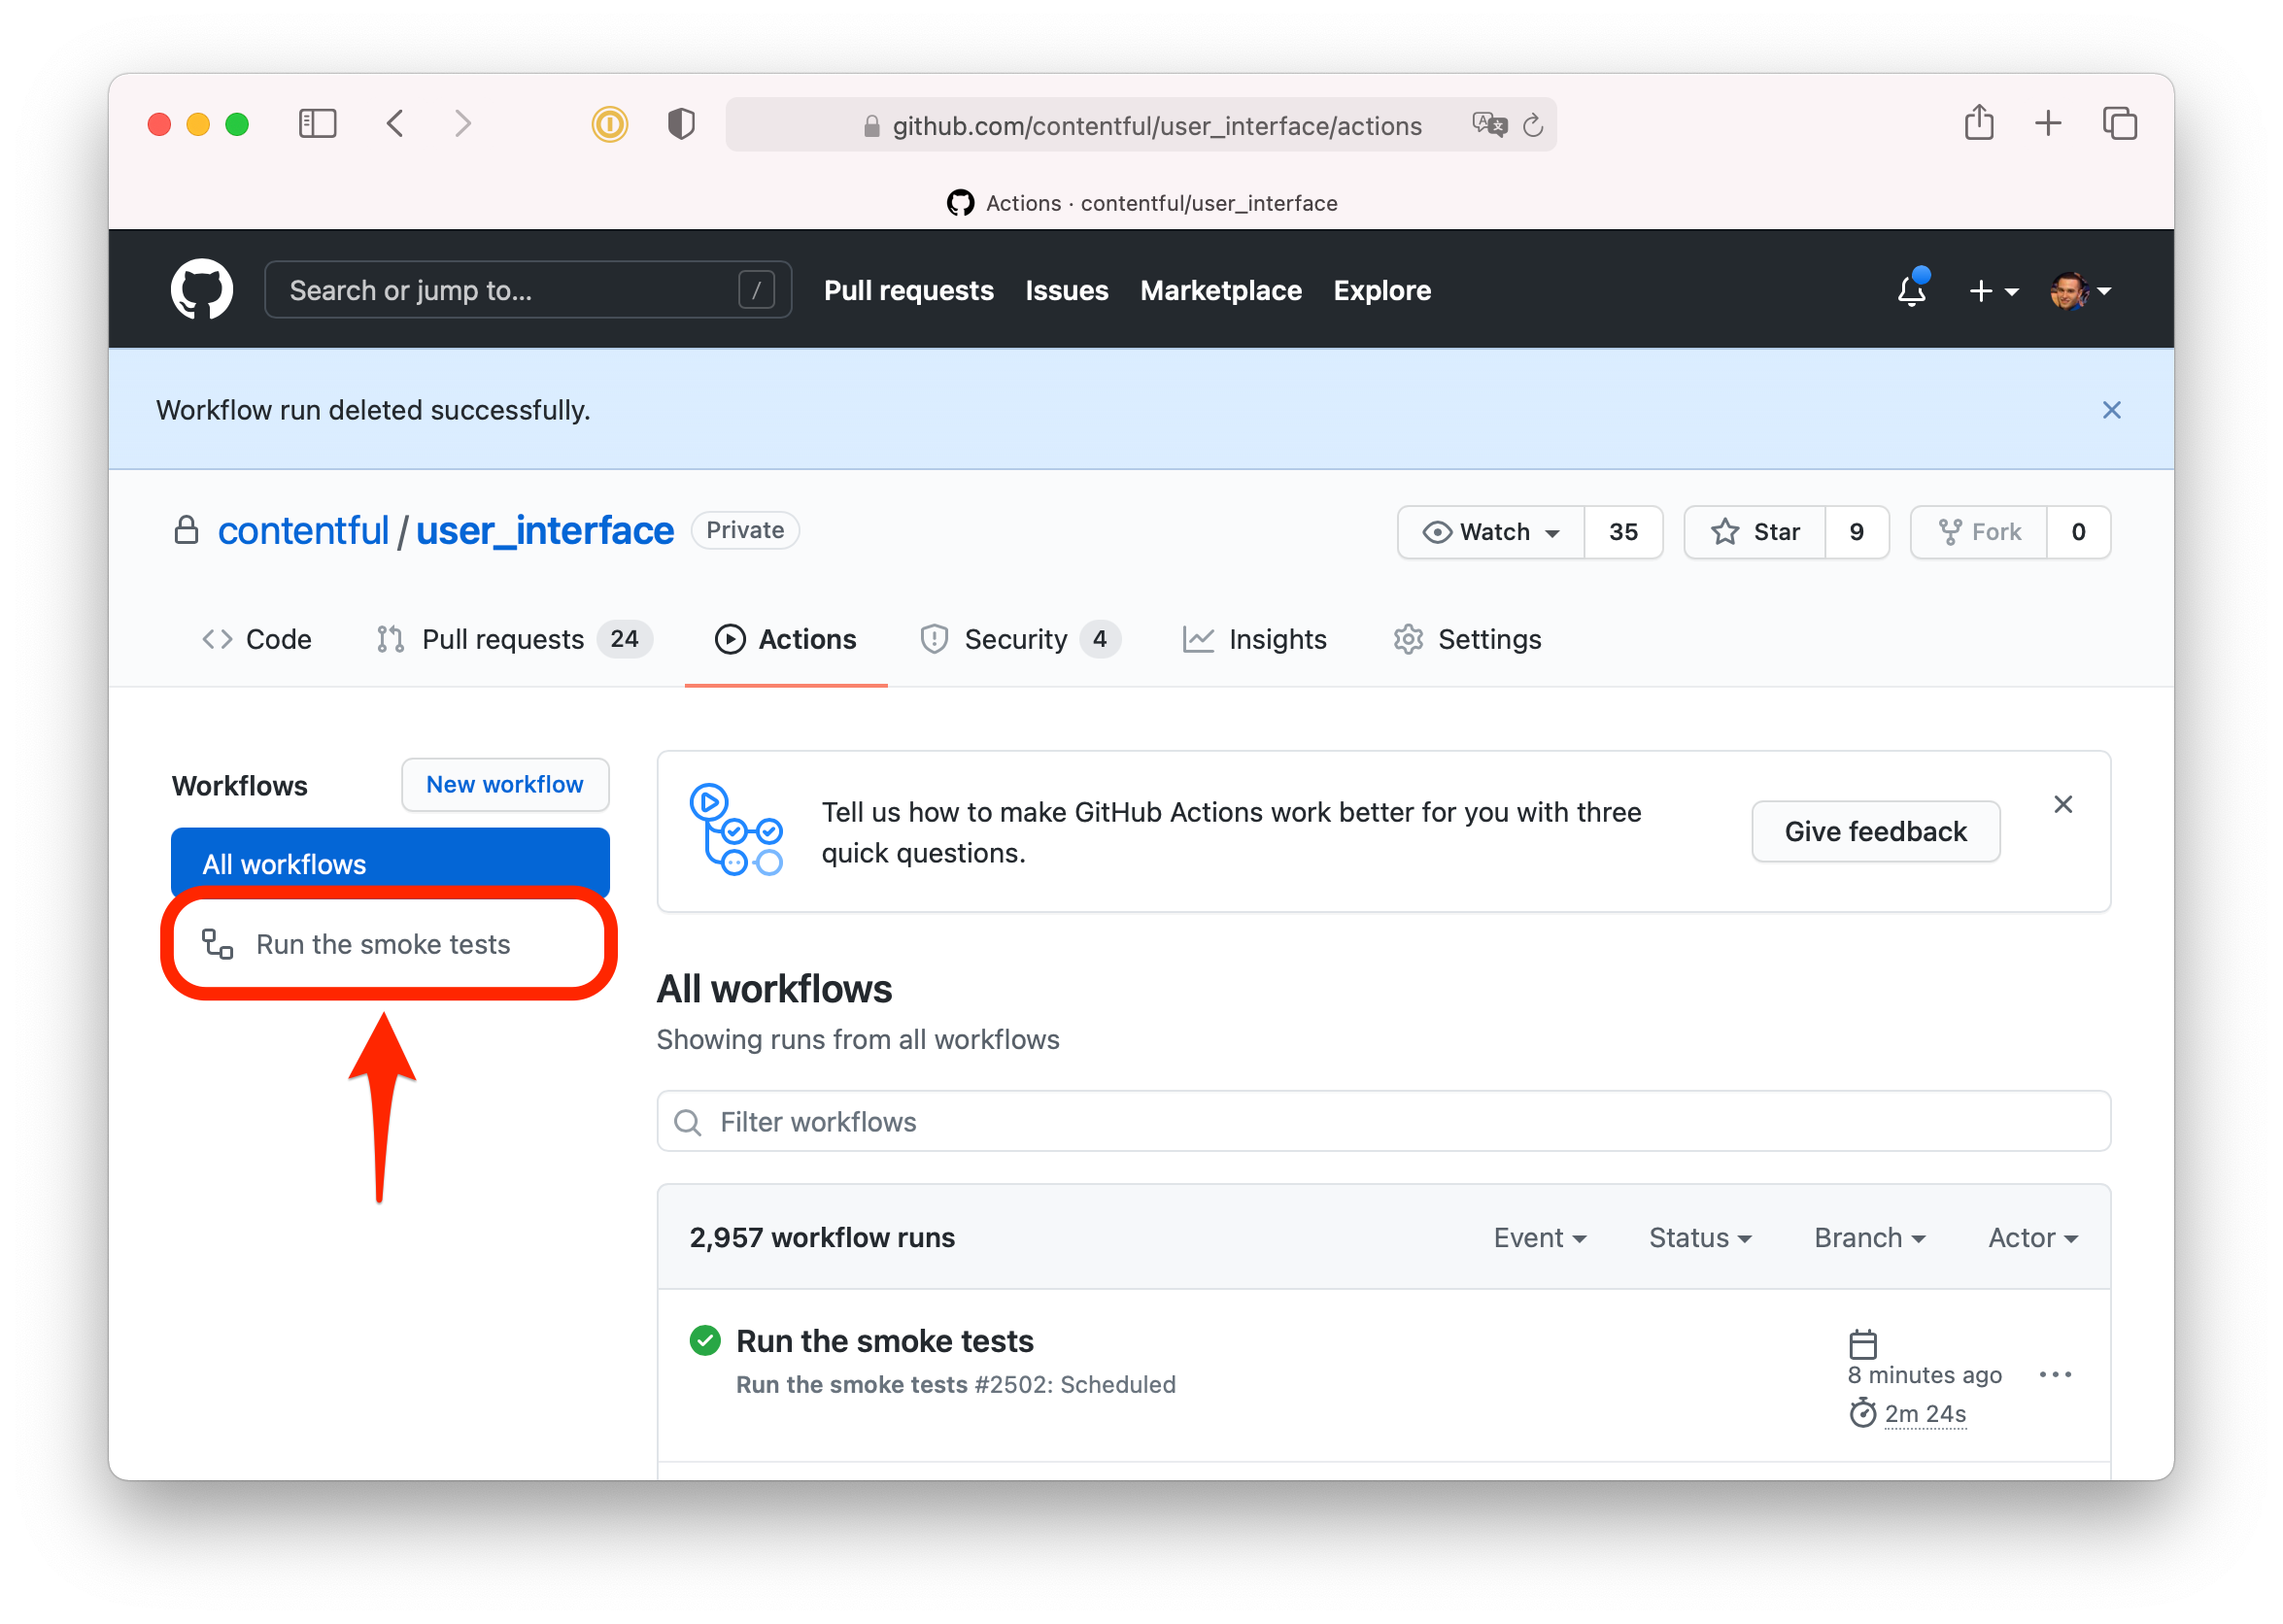 github.com/contentful/user_interface/actions
Actions · contentful/user_interface
Search or jump to...
/
Pull requests
Issues
Marketplace
Explore
Workflow run deleted successfully.
contentful / user_interface
Private
Watch
35
Star
9
Fork
0
Code
Pull requests
24
Actions
Security
4
Insights
Settings
Workflows
New workflow
All workflows
Run the smoke tests
Tell us how to make GitHub Actions work better for you with three
quick questions.
Give feedback
All workflows
Showing runs from all workflows
Filter workflows
2,957 workflow runs
Event
Status
Branch
Actor
Run the smoke tests
Run the smoke tests #2502: Scheduled
8 minutes ago
2m 24s